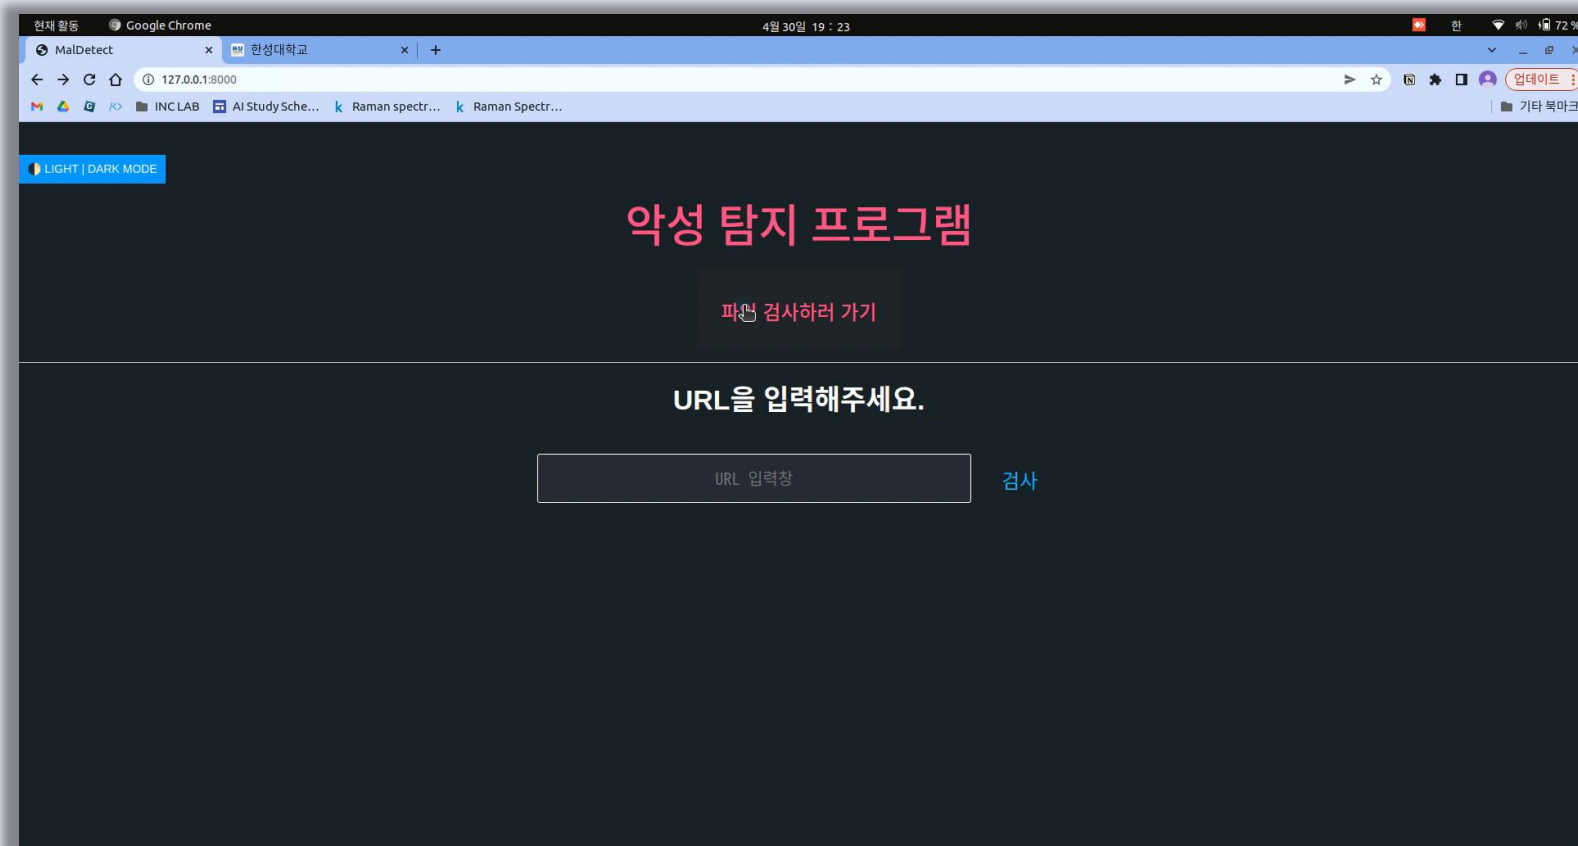 현재 활동 Google Chrome 4월 30일 19 : 23 한 72 %
MalDetect 한성대학교
127.0.0.1:8000 업데이트
INC LAB AI Study Sche... Raman spectr... Raman Spectr... 기타 북마크
LIGHT | DARK MODE
악성 탐지 프로그램
검사하러 가기
URL을 입력해주세요.
URL 입력창 검사